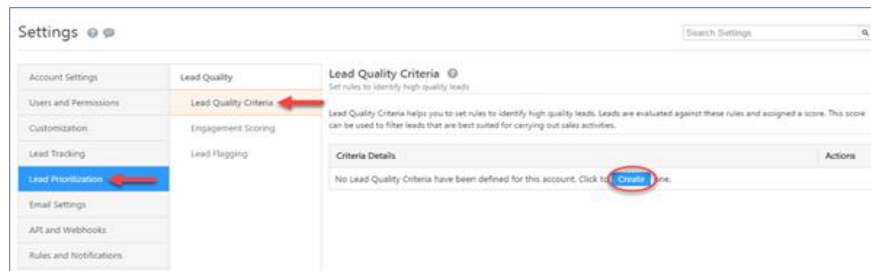 Settings
Search Settings
Account Settings
Users and Permissions
Customization
Lead Tracking
Lead Prioritization
Email Settings
API and Webhooks
Rules and Notifications
Lead Quality
Lead Quality Criteria
Engagement Scoring
Lead Flagging
Lead Quality Criteria
Set rules to identify high quality leads
Lead Quality Criteria helps you to set rules to identify high quality leads. Leads are evaluated against these rules and assigned a score. This score
can be used to filter leads that are best suited for carrying out sales activities.
Criteria Details Actions
No Lead Quality Criteria have been defined for this account. Click to Create one.